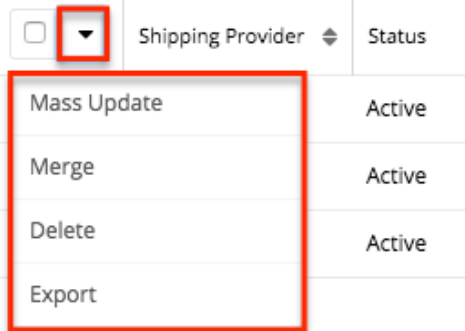 Shipping Provider Status
Mass Update Active
Merge Active
Delete Active
Export